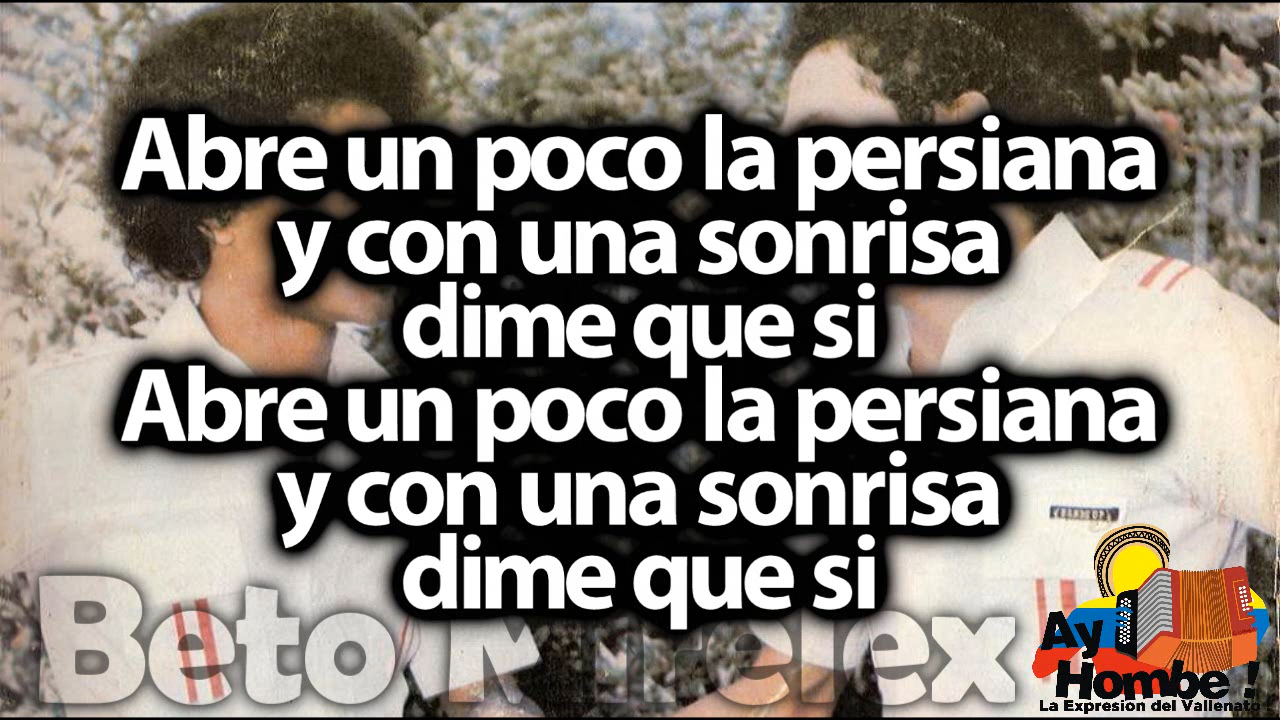 Abre un poco la persiana
y con una sonrisa
dime que si
Abre un poco la persiana
y con una sonrisa
dime que si
Beto
Ay
Hombe !
La Expresión del Vallenato